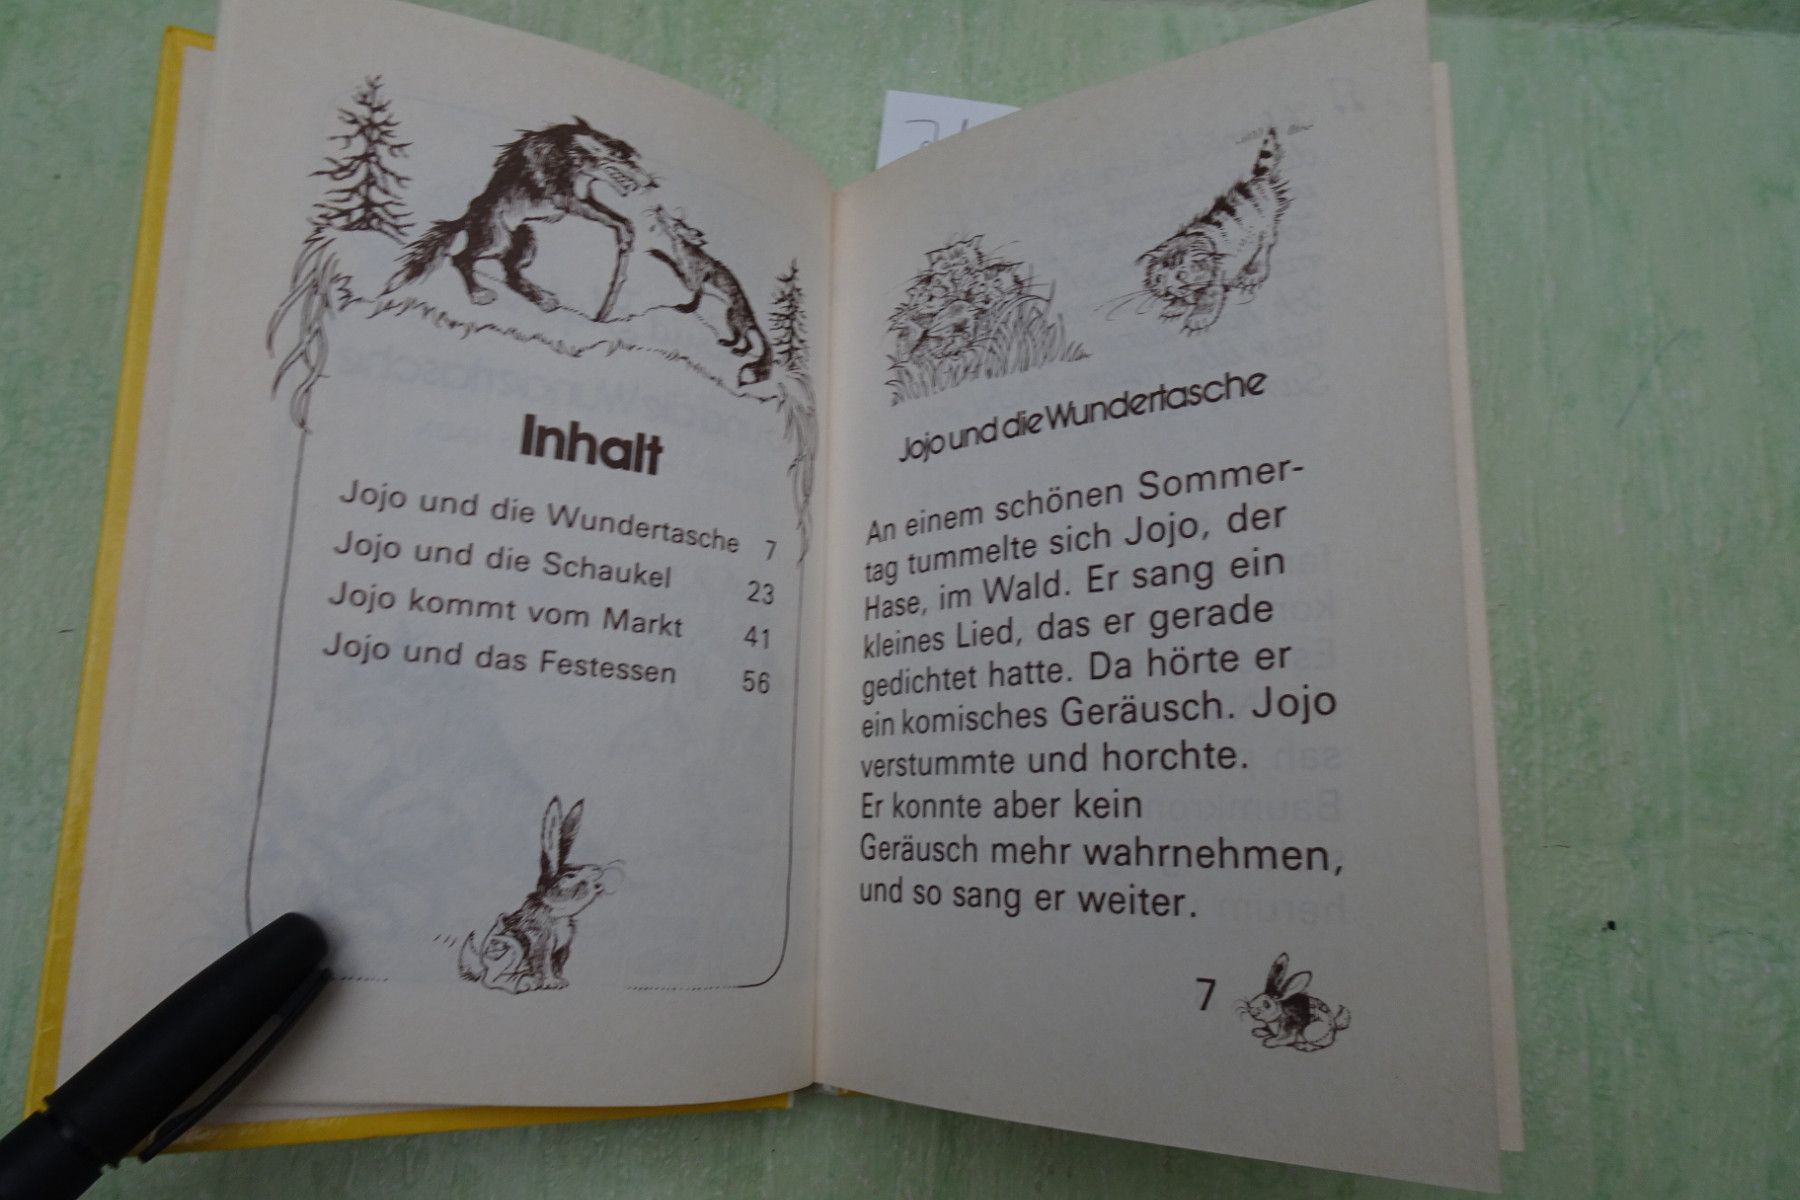 Inhalt
Jojo und die Wundertasche 7
Jojo und die Schaukel 23
Jojo kommt vom Markt 41
Jojo und das Festessen 56
Jojo und die Wundertasche
An einem schönen Sommer-
tag tummelte sich Jojo, der
Hase, im Wald. Er sang ein
kleines Lied, das er gerade
gedichtet hatte. Da hörte er
ein komisches Geräusch. Jojo
verstummte und horchte.
Er konnte aber kein
Geräusch mehr wahrnehmen,
und so sang er weiter.
7